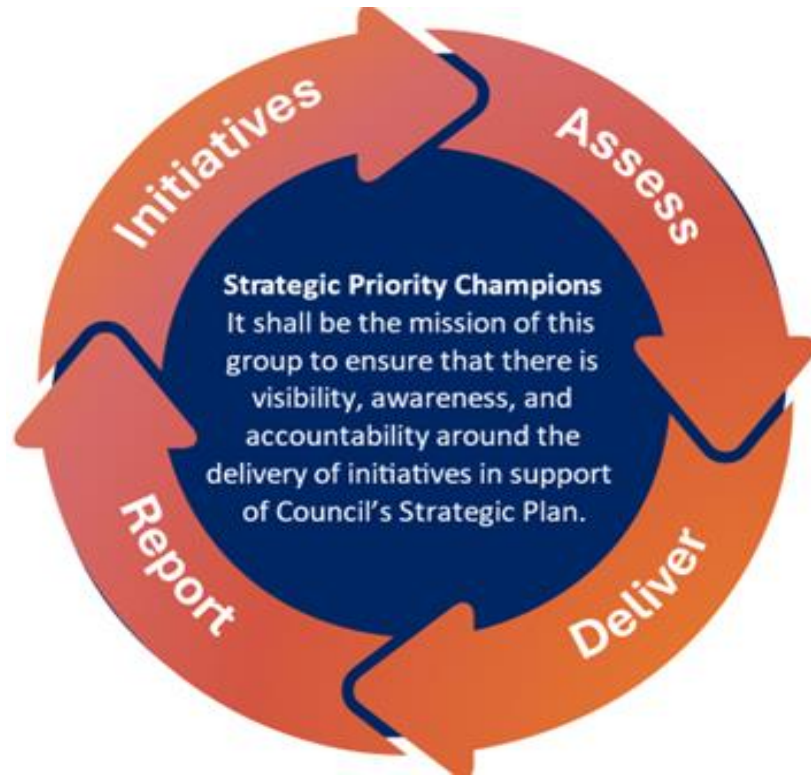 Initiatives
Assess
Strategic Priority Champions
It shall be the mission of this
group to ensure that there is
visibility, awareness, and
accountability around the
delivery of initiatives in support
of Council’s Strategic Plan.
Report
Deliver